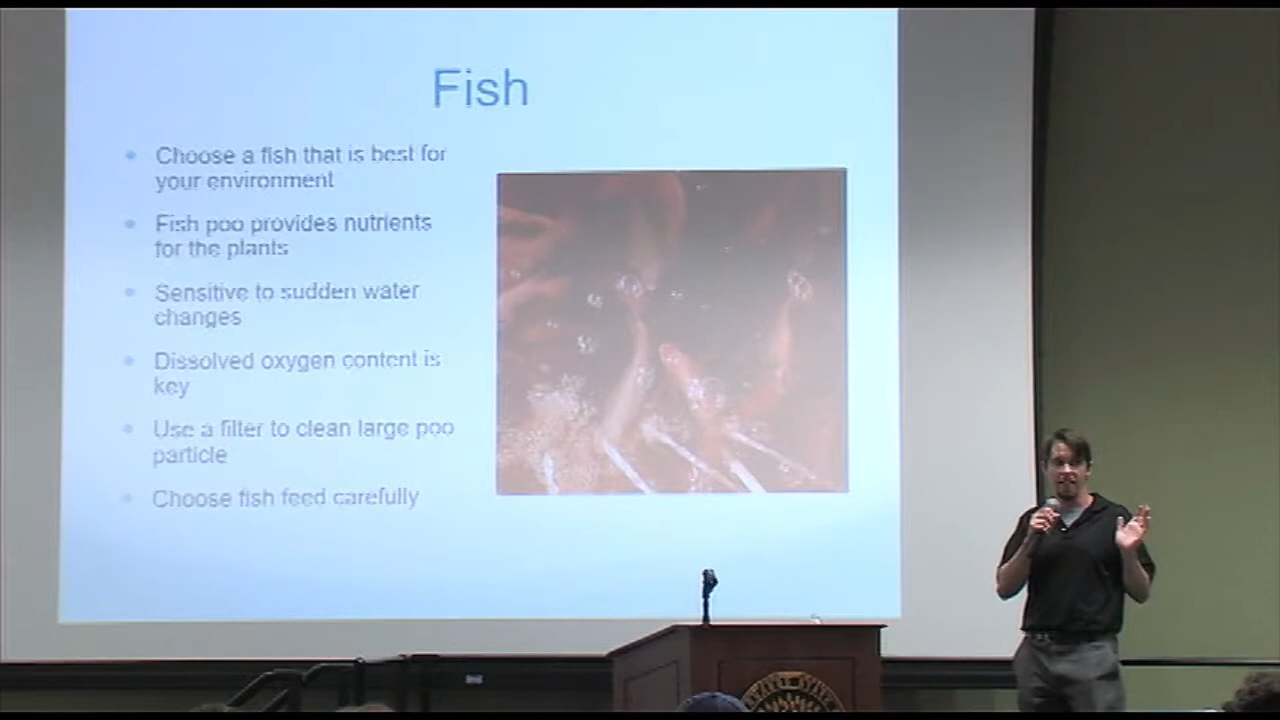 Fish
Choose a fish that is best for
your environment
Fish poo provides nutrients
for the plants
Sensitive to sudden water
changes
Dissolved oxygen content is
key
Use a filter to clean large poo
particle
Choose fish feed carefully
STATE